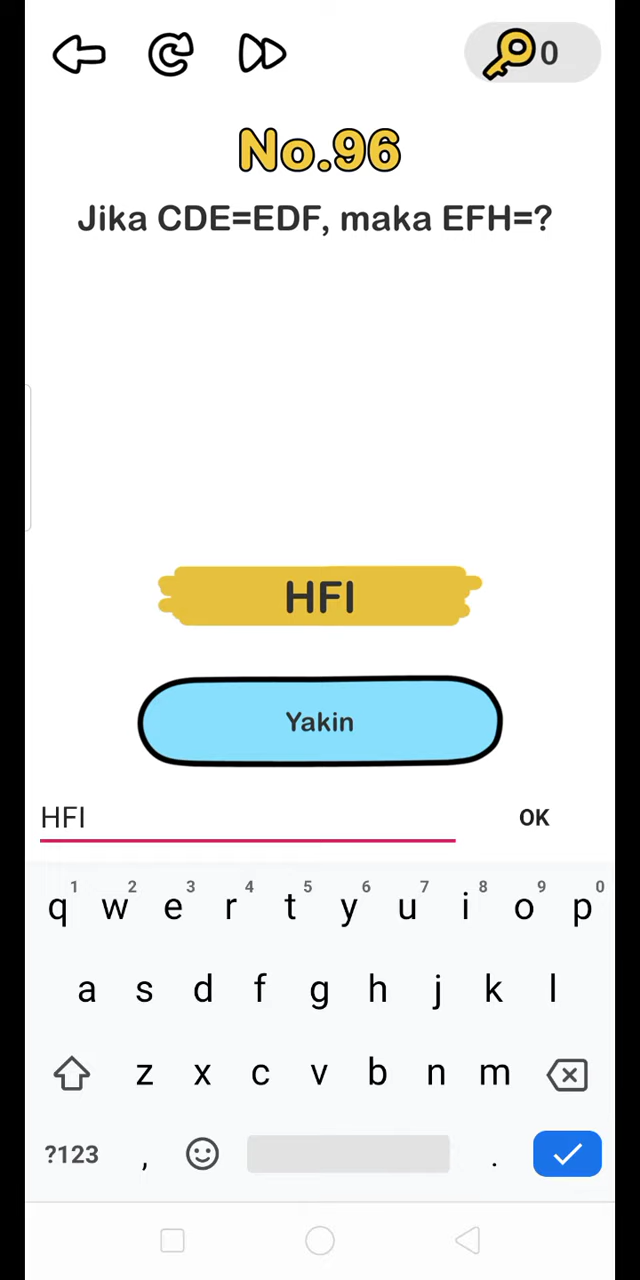 0
No.96
Jika CDE=EDF, maka EFH=?
HFI
Yakin
HFI
OK
1 2 3 4 5 6 7 8 9 0
q w e r t y u i o p
a s d f g h j k l
z x c v b n m
?123 , .